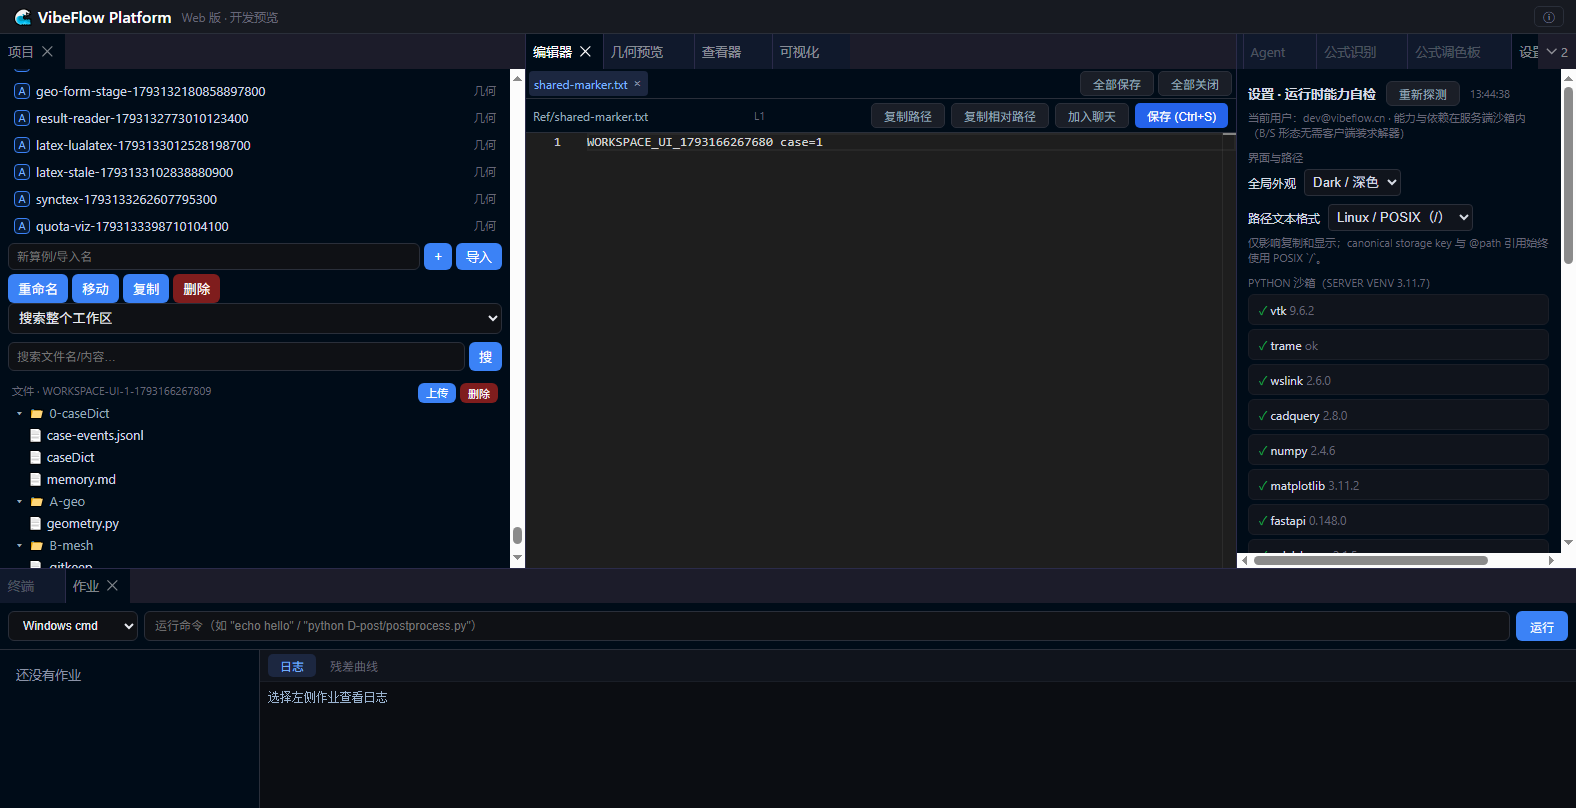 VibeFlow Platform Web 版 · 开发预览
项目
A geo-form-stage-1793132180858897800 几何
A result-reader-1793132773010123400 几何
A latex-lualatex-1793133012528198700 几何
A latex-stale-1793133102838880900 几何
A synctex-1793133262607795300 几何
A quota-viz-1793133398710104100 几何
新算例/导入名 + 导入
重命名 移动 复制 删除
搜索整个工作区
搜索文件名/内容... 搜
文件 · WORKSPACE-UI-1-1793166267809 上传 删除
0-caseDict
case-events.jsonl
caseDict
memory.md
A-geo
geometry.py
B-mesh
.gitkeep
编辑器 几何预览 查看器 可视化
shared-marker.txt × 全部保存 全部关闭
Ref/shared-marker.txt L1 复制路径 复制相对路径 加入聊天 保存 (Ctrl+S)
1 WORKSPACE_UI_1793166267680 case=1
Agent 公式识别 公式调色板 设置 2
设置 · 运行时能力自检 重新探测 13:44:38
当前用户：dev@vibeflow.cn · 能力与依赖在服务端沙箱内
（B/S 形态无需客户端装求解器）
界面与路径
全局外观 Dark / 深色
路径文本格式 Linux / POSIX（/）
仅影响复制和显示；canonical storage key 与 @path 引用始终
使用 POSIX `/`。
PYTHON 沙箱（SERVER VENV 3.11.7）
✓ vtk 9.6.2
✓ trame ok
✓ wslink 2.6.0
✓ cadquery 2.8.0
✓ numpy 2.4.6
✓ matplotlib 3.11.2
✓ fastapi 0.148.0
终端 作业
Windows cmd 运行命令（如 "echo hello" / "python D-post/postprocess.py"） 运行
还没有作业
日志 残差曲线
选择左侧作业查看日志